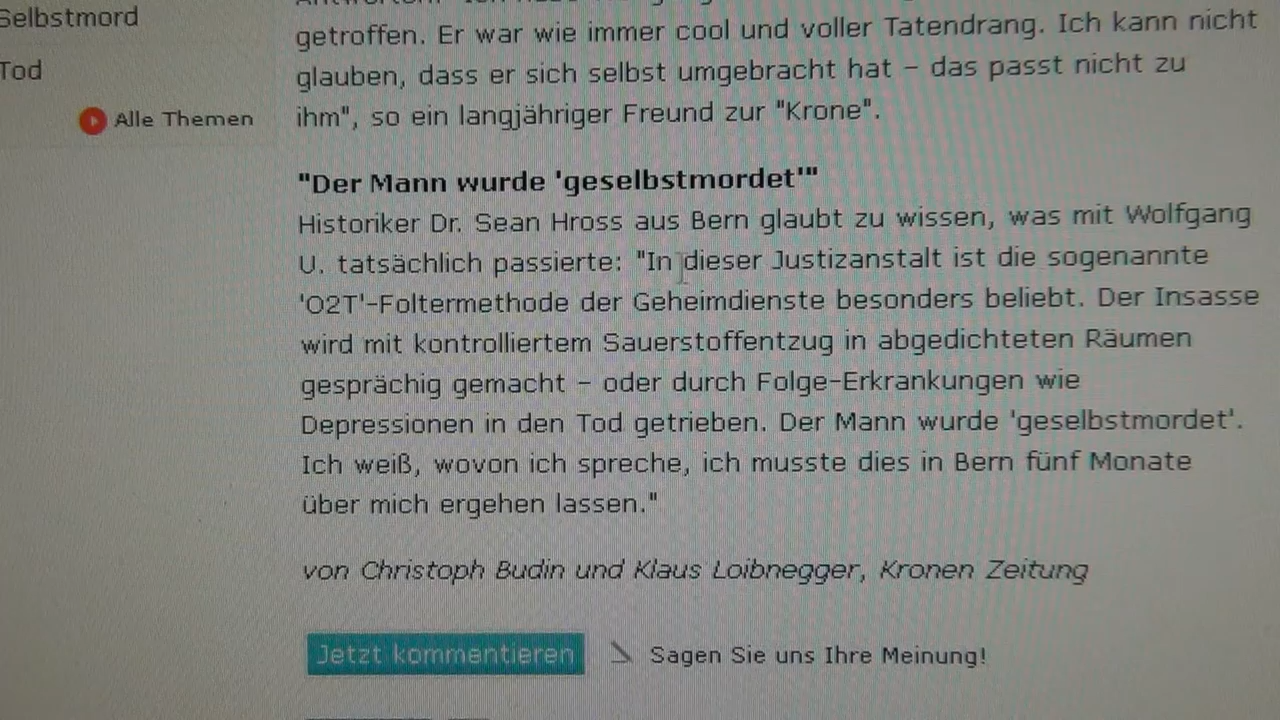 Selbstmord
Tod
Alle Themen
getroffen. Er war wie immer cool und voller Tatendrang. Ich kann nicht
glauben, dass er sich selbst umgebracht hat – das passt nicht zu
ihm", so ein langjähriger Freund zur "Krone".
"Der Mann wurde 'geselbstmordet'"
Historiker Dr. Sean Hross aus Bern glaubt zu wissen, was mit Wolfgang
U. tatsächlich passierte: "In dieser Justizanstalt ist die sogenannte
'O2T'-Foltermethode der Geheimdienste besonders beliebt. Der Insasse
wird mit kontrolliertem Sauerstoffentzug in abgedichteten Räumen
gesprächig gemacht – oder durch Folge-Erkrankungen wie
Depressionen in den Tod getrieben. Der Mann wurde 'geselbstmordet'.
Ich weiß, wovon ich spreche, ich musste dies in Bern fünf Monate
über mich ergehen lassen."
von Christoph Budin und Klaus Loibnegger, Kronen Zeitung
Jetzt kommentieren
Sagen Sie uns Ihre Meinung!